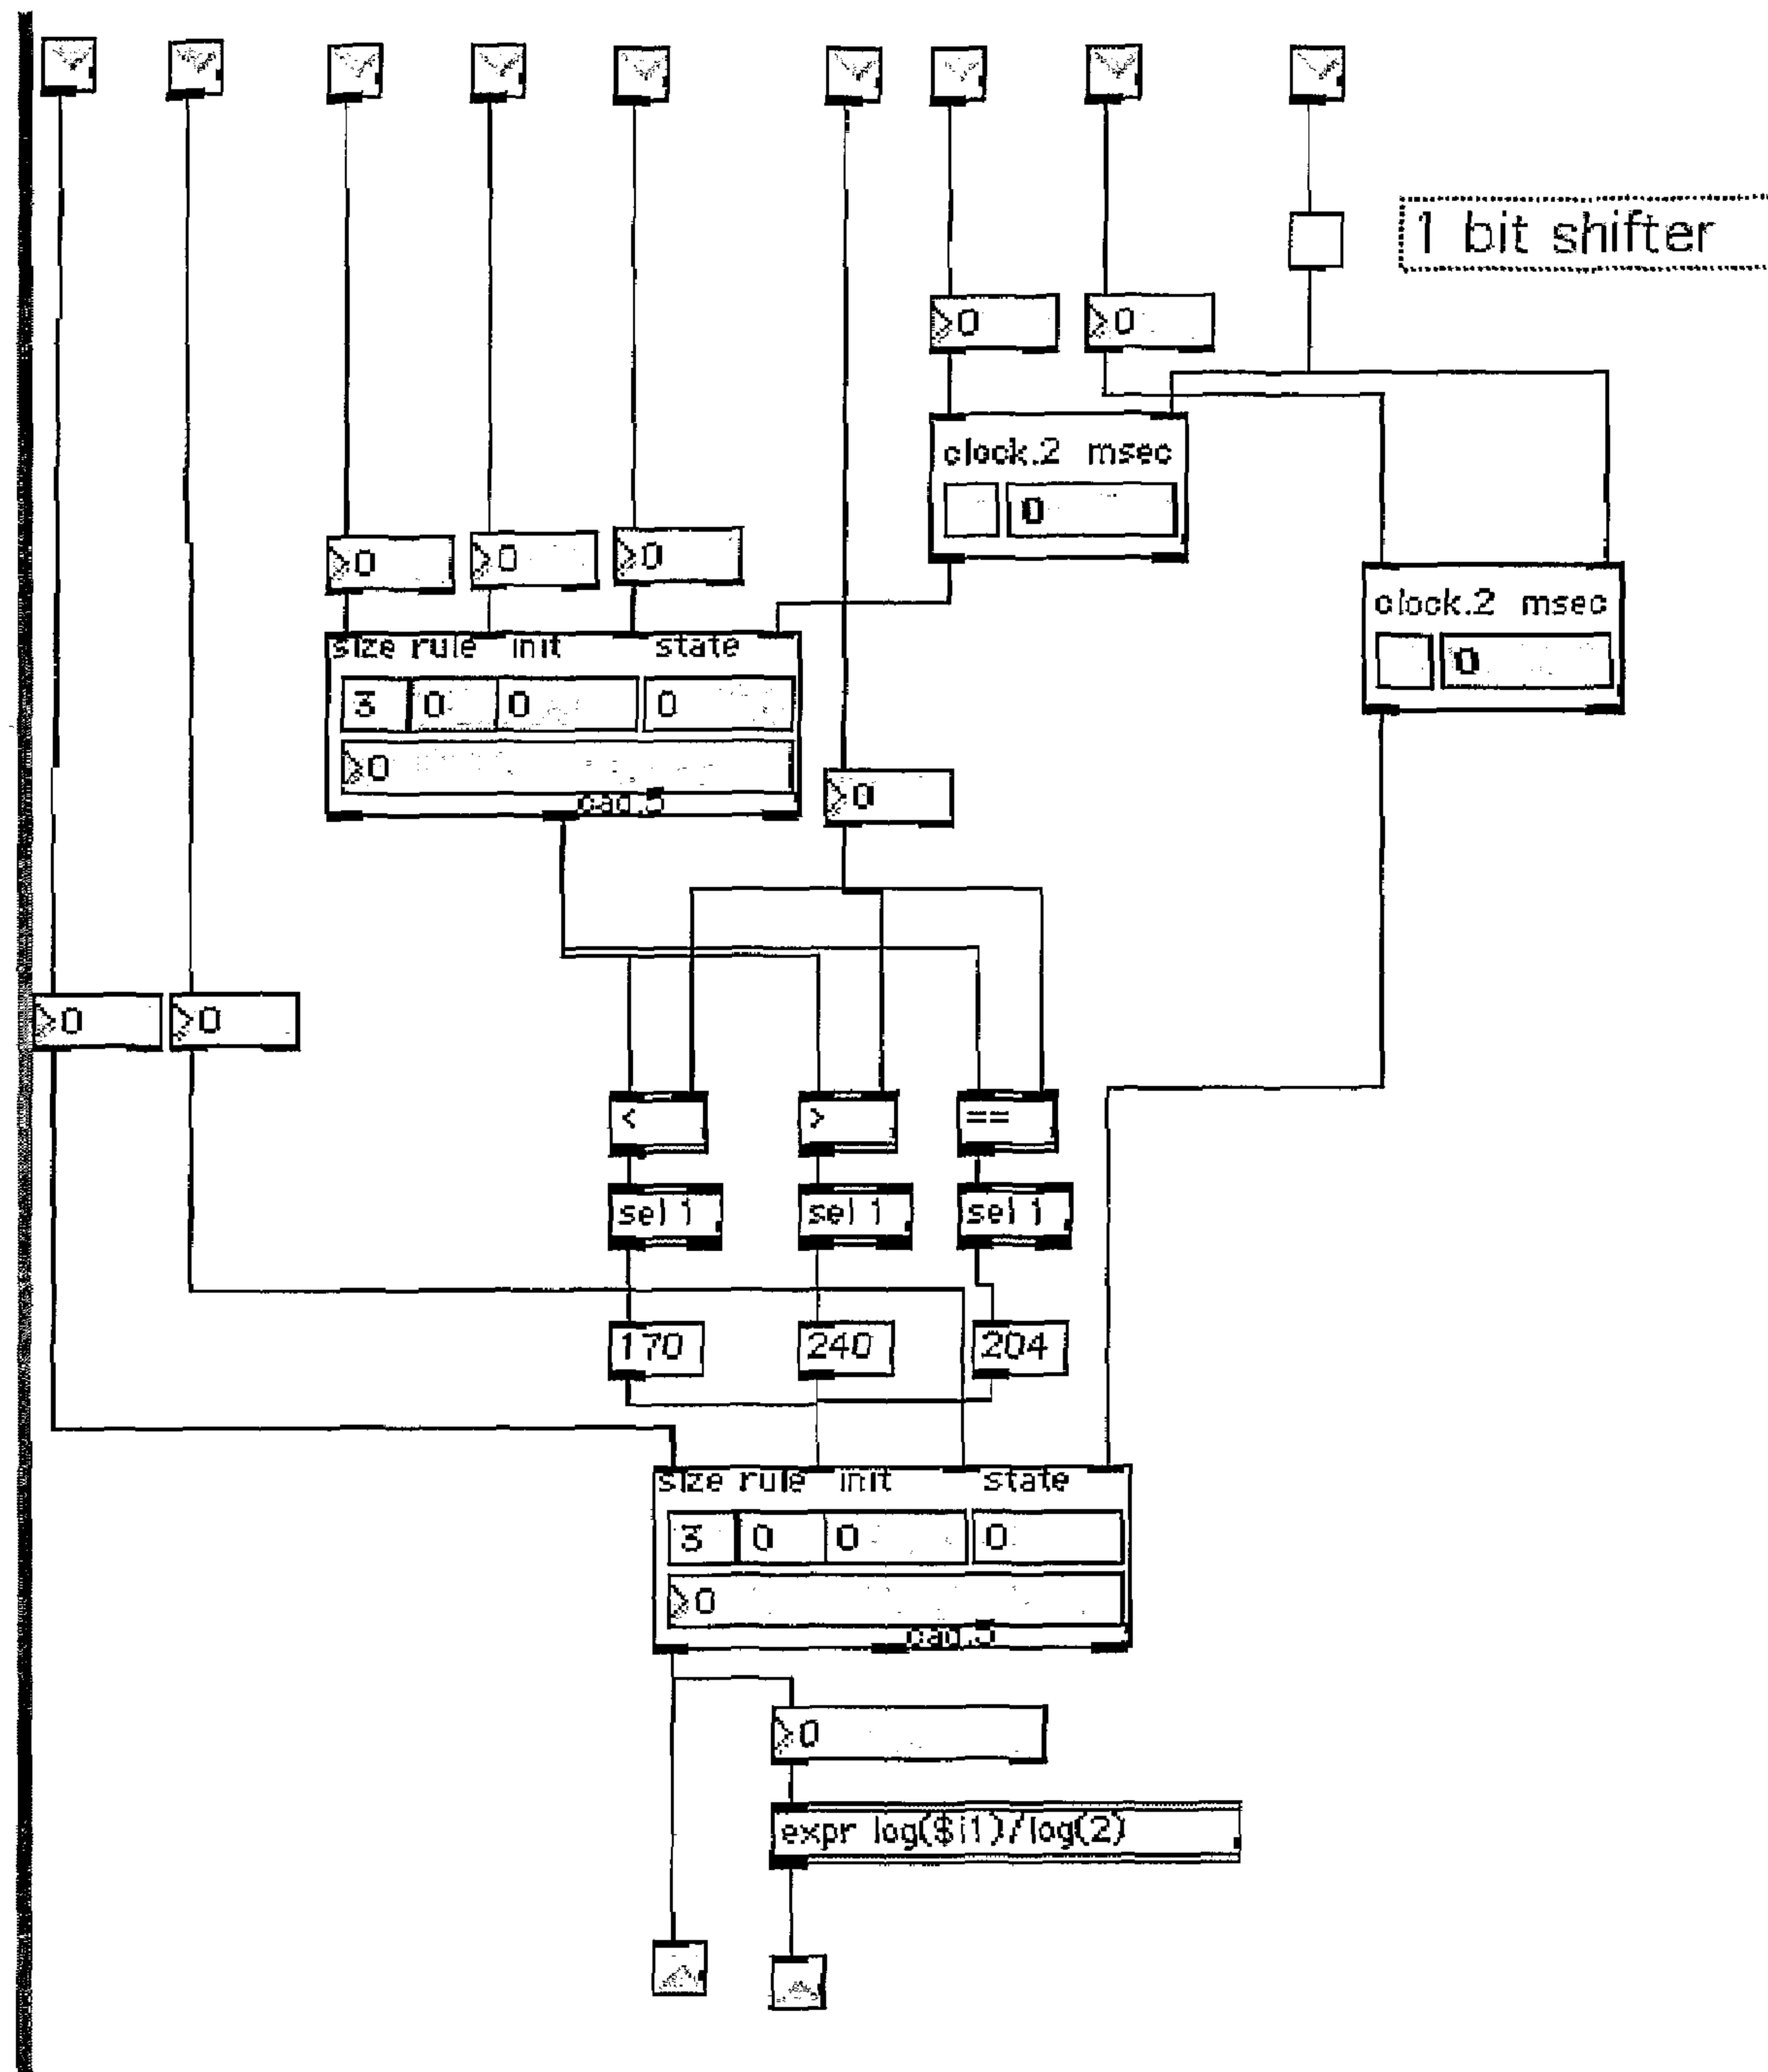 1 bit shifter
0 0
clock.2 msec
0
0 0 0
clock.2 msec
0
size rule init state
3 0 0 0
0
0
0 0
< > ==
sel 1 sel 1 sel 1
170 240 204
size rule init state
3 0 0 0
0
0
expr log($i1)/log(2)